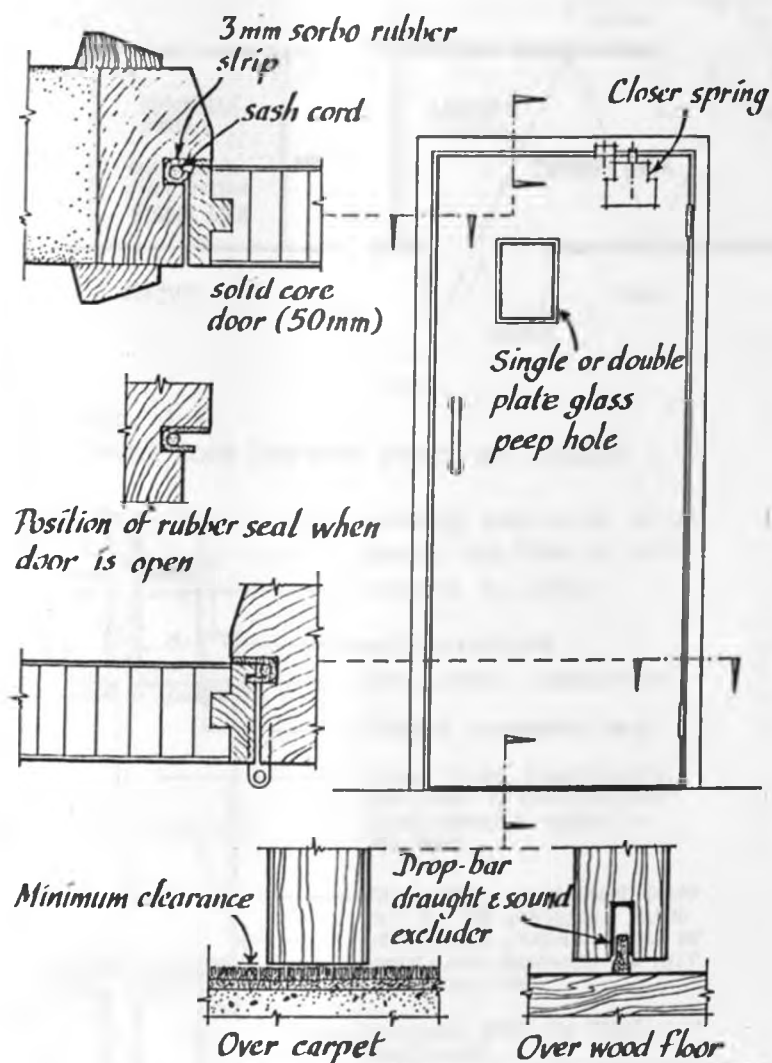 3mm sorbo rubber
strip
sash cord
Closer spring
solid core
door (50mm)
Single or double
plate glass
peep hole
Position of rubber seal when
door is open
Minimum clearance
Drop-bar
draught & sound
excluder
Over carpet
Over wood floor